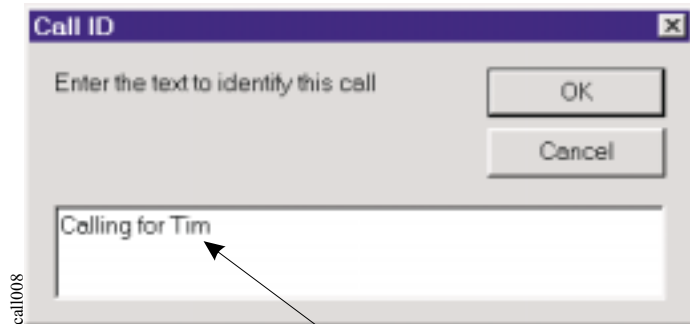 Call ID
Enter the text to identify this call
OK
Cancel
Calling for Tim
call008